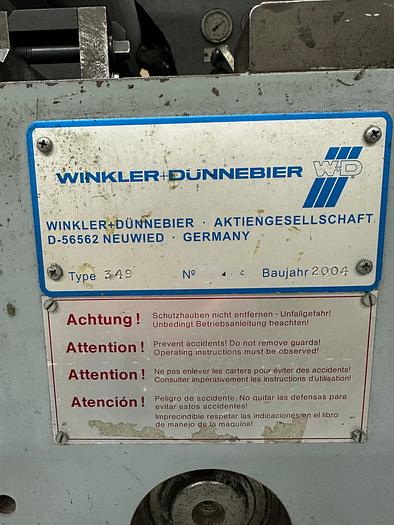 WINKLER+DÜNNEBIER
W+D
WINKLER+DÜNNEBIER · AKTIENGESELLSCHAFT
D-56562 NEUWIED · GERMANY
Type 349 Nº Baujahr 2004
Achtung! Schutzhauben nicht entfernen - Unfallgefahr!
Unbedingt Betriebsanleitung beachten!
Attention! Prevent accidents! Do not remove guards!
Operating instructions must be observed!
Attention! Ne pas enlever les carters pour éviter des accidents!
Consulter impérativement les instructions d'utilisation!
Atención! Peligro de accidente. No quitar las defensas para
evitar estos accidentes!
Imprecindible respetar las indicaciones en el libro
de manejo de la máquina!